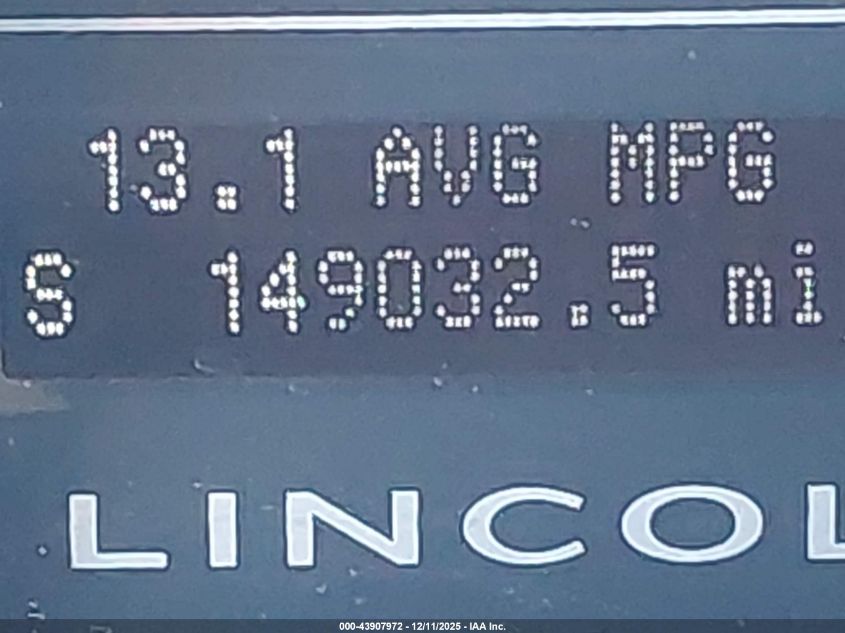 13.1 AVG MPG
S 149032.5 mi
LINCOL
000-43907972 - 12/11/2025 - IAA Inc.